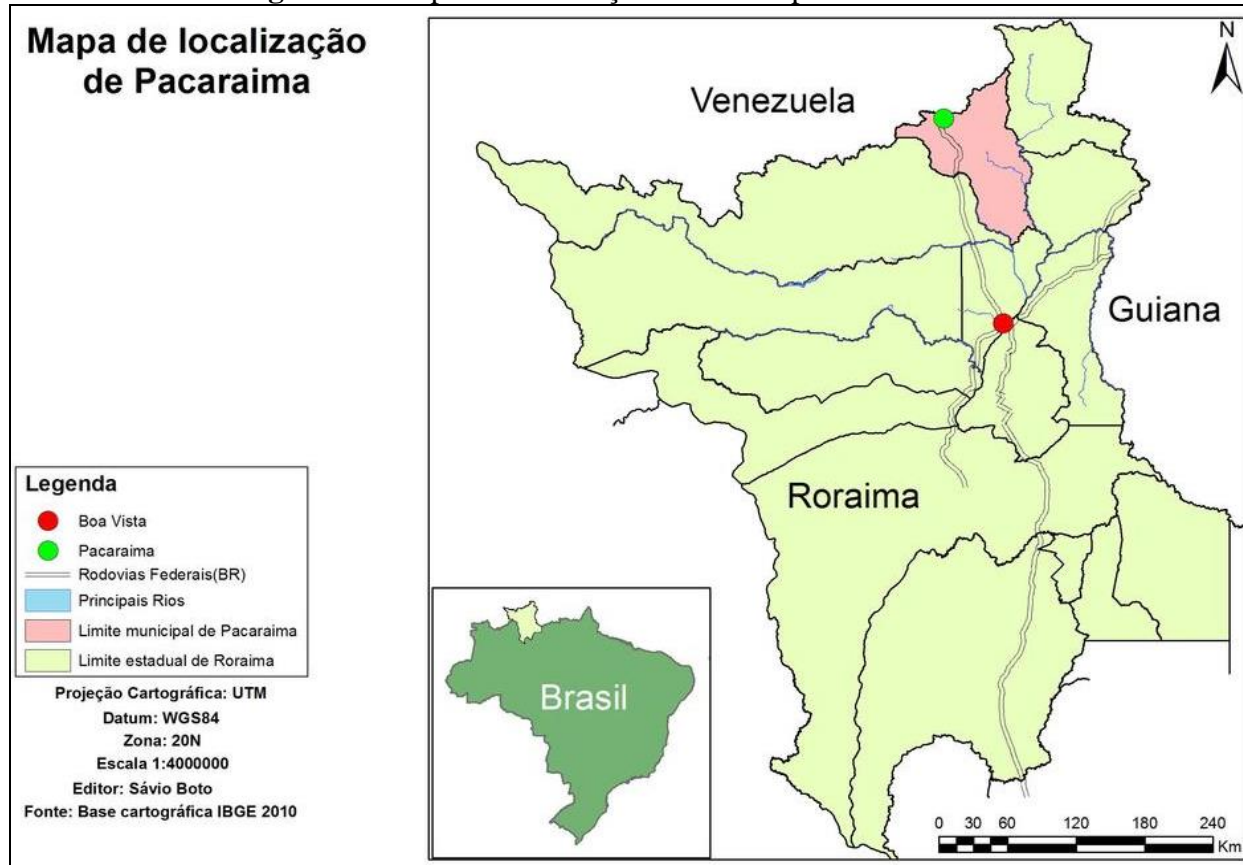 Mapa de localização
de Pacaraima
N
Venezuela
Guiana
Roraima
Legenda
Boa Vista
Pacaraima
Rodovias Federais(BR)
Principais Rios
Limite municipal de Pacaraima
Limite estadual de Roraima
Projeção Cartográfica: UTM
Datum: WGS84
Zona: 20N
Escala 1:4000000
Editor: Sávio Boto
Fonte: Base cartográfica IBGE 2010
Brasil
0 30 60 120 180 240
Km